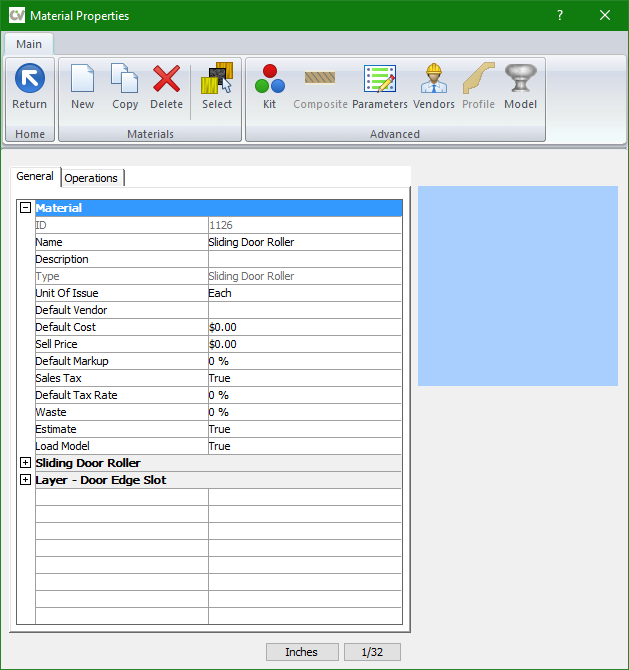 CV Material Properties ?
Main
Return New Copy Delete Select Kit Composite Parameters Vendors Profile Model
Home Materials Advanced
General Operations
Material
ID 1126
Name Sliding Door Roller
Description
Type Sliding Door Roller
Unit Of Issue Each
Default Vendor
Default Cost $0.00
Sell Price $0.00
Default Markup 0 %
Sales Tax True
Default Tax Rate 0 %
Waste 0 %
Estimate True
Load Model True
Sliding Door Roller
Layer - Door Edge Slot
Inches 1/32